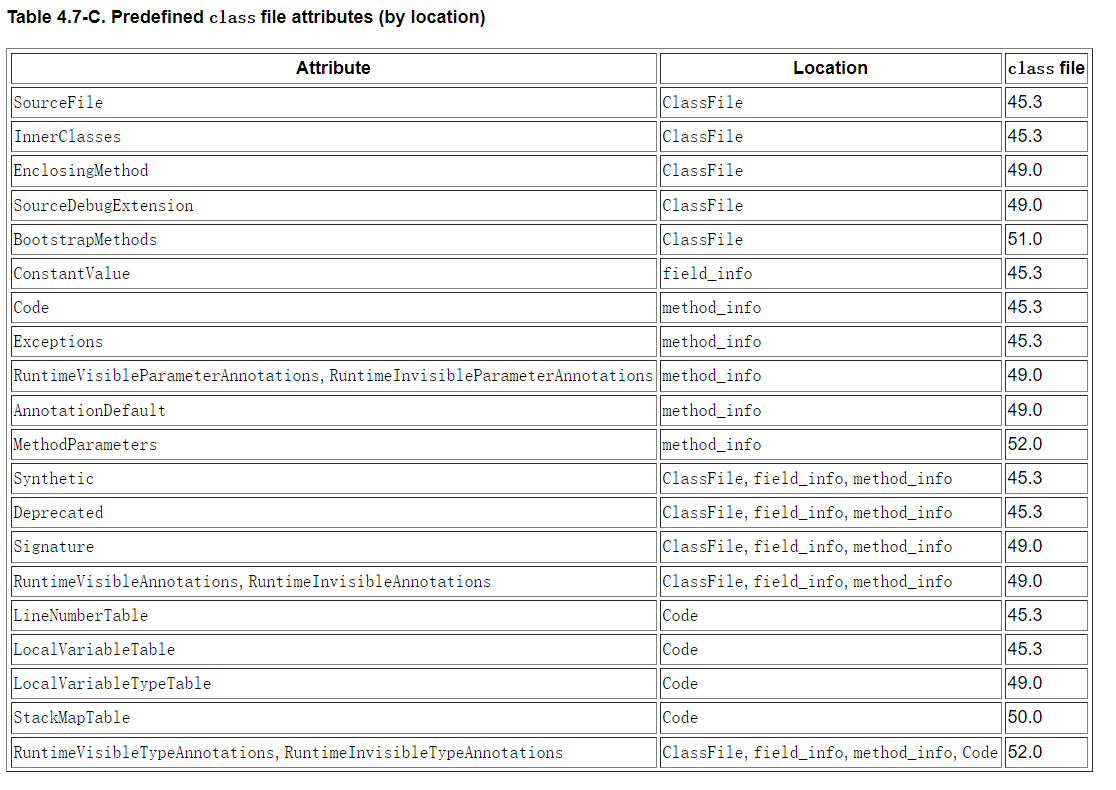 Table 4.7-C. Predefined class file attributes (by location)
Attribute Location class file
SourceFile ClassFile 45.3
InnerClasses ClassFile 45.3
EnclosingMethod ClassFile 49.0
SourceDebugExtension ClassFile 49.0
BootstrapMethods ClassFile 51.0
ConstantValue field_info 45.3
Code method_info 45.3
Exceptions method_info 45.3
RuntimeVisibleParameterAnnotations, RuntimeInvisibleParameterAnnotations method_info 49.0
AnnotationDefault method_info 49.0
MethodParameters method_info 52.0
Synthetic ClassFile, field_info, method_info 45.3
Deprecated ClassFile, field_info, method_info 45.3
Signature ClassFile, field_info, method_info 49.0
RuntimeVisibleAnnotations, RuntimeInvisibleAnnotations ClassFile, field_info, method_info 49.0
LineNumberTable Code 45.3
LocalVariableTable Code 45.3
LocalVariableTypeTable Code 49.0
StackMapTable Code 50.0
RuntimeVisibleTypeAnnotations, RuntimeInvisibleTypeAnnotations ClassFile, field_info, method_info, Code 52.0